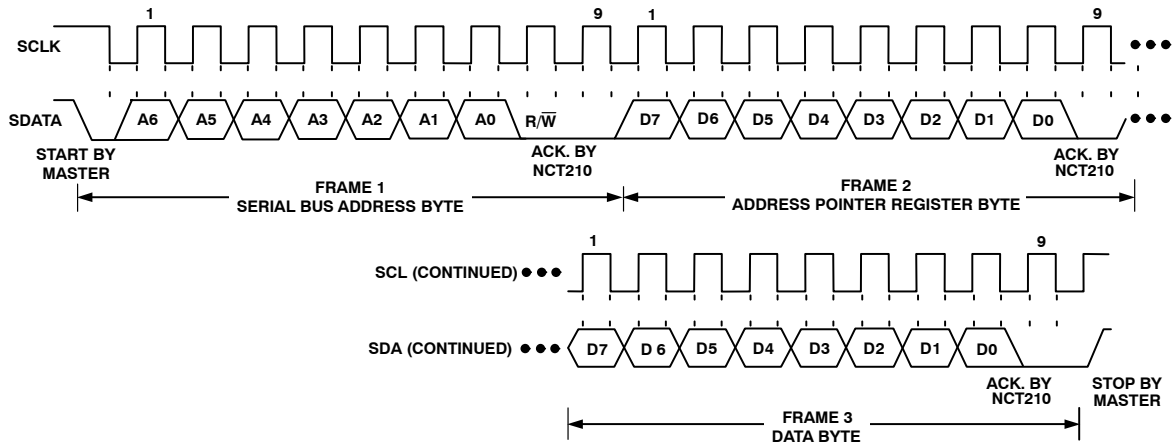 1 9 1 9
SCLK
SDATA A6 A5 A4 A3 A2 A1 A0 R/W̅ D7 D6 D5 D4 D3 D2 D1 D0
START BY MASTER
ACK. BY NCT210
ACK. BY NCT210
FRAME 1
SERIAL BUS ADDRESS BYTE
FRAME 2
ADDRESS POINTER REGISTER BYTE
1 9
SCL (CONTINUED)
SDA (CONTINUED) D7 D 6 D5 D4 D3 D2 D1 D0
ACK. BY NCT210
STOP BY MASTER
FRAME 3
DATA BYTE